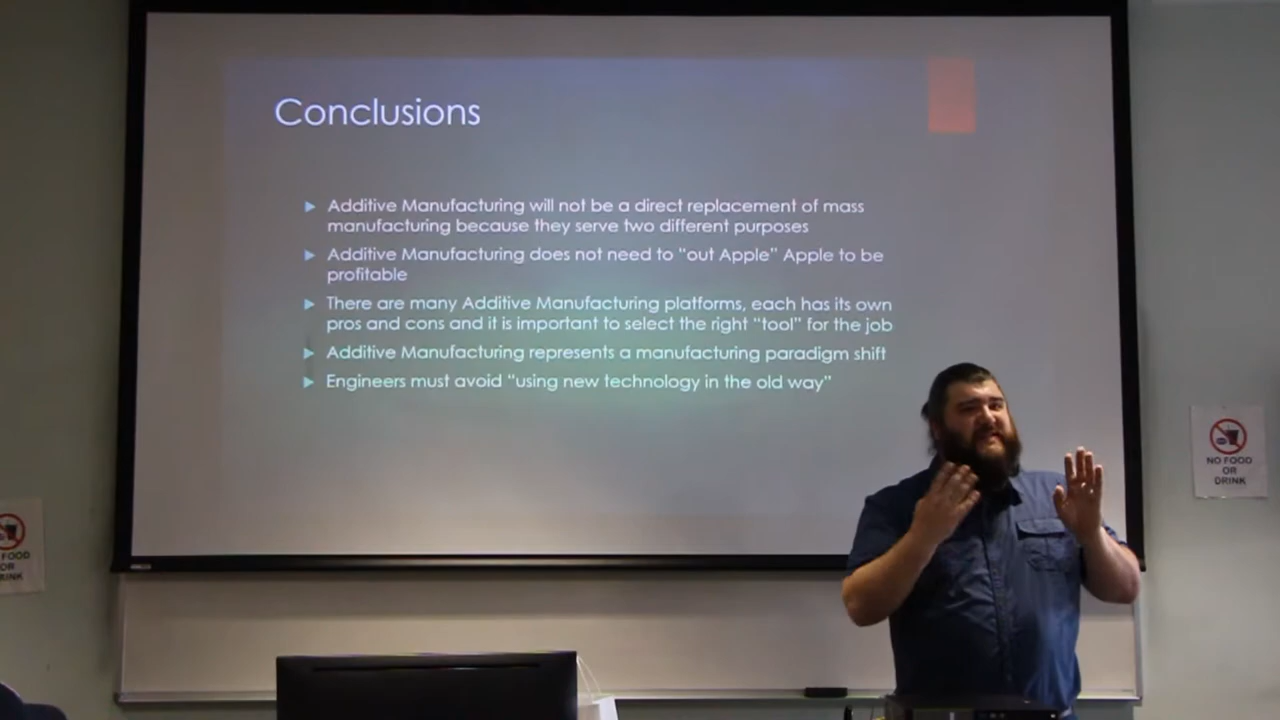 Conclusions
Additive Manufacturing will not be a direct replacement of mass
manufacturing because they serve two different purposes
Additive Manufacturing does not need to “out Apple” Apple to be
profitable
There are many Additive Manufacturing platforms, each has its own
pros and cons and it is important to select the right “tool” for the job
Additive Manufacturing represents a manufacturing paradigm shift
Engineers must avoid “using new technology in the old way”
NO FOOD
OR
DRINK
FOOD
OR
RINK